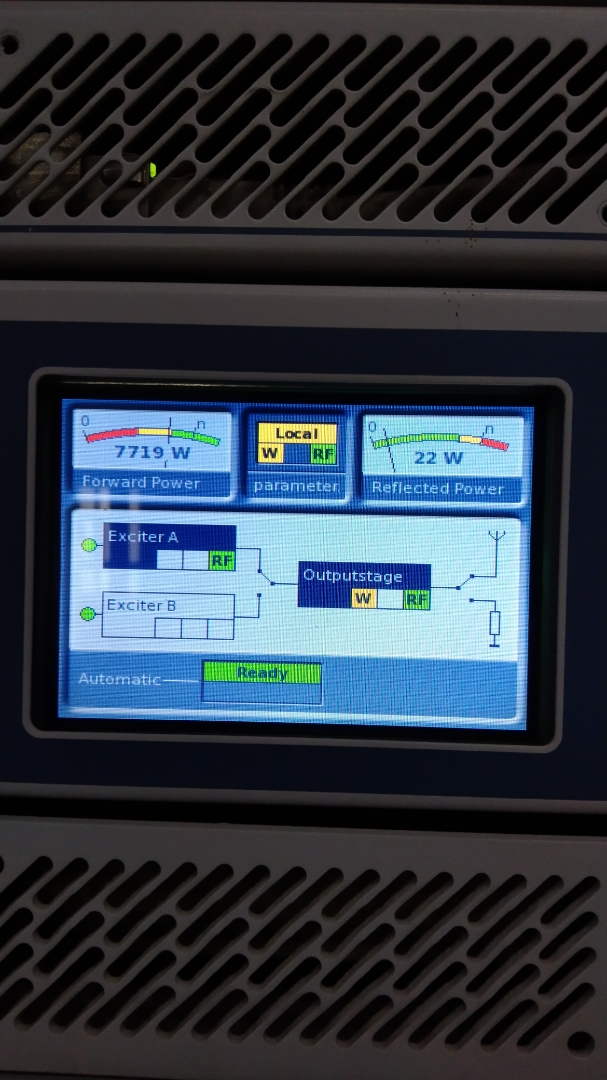 0 n
7719 W
Forward Power
Local
W RF
parameter
0 n
22 W
Reflected Power
Exciter A
RF
Outputstage
W RF
Exciter B
Automatic
Ready